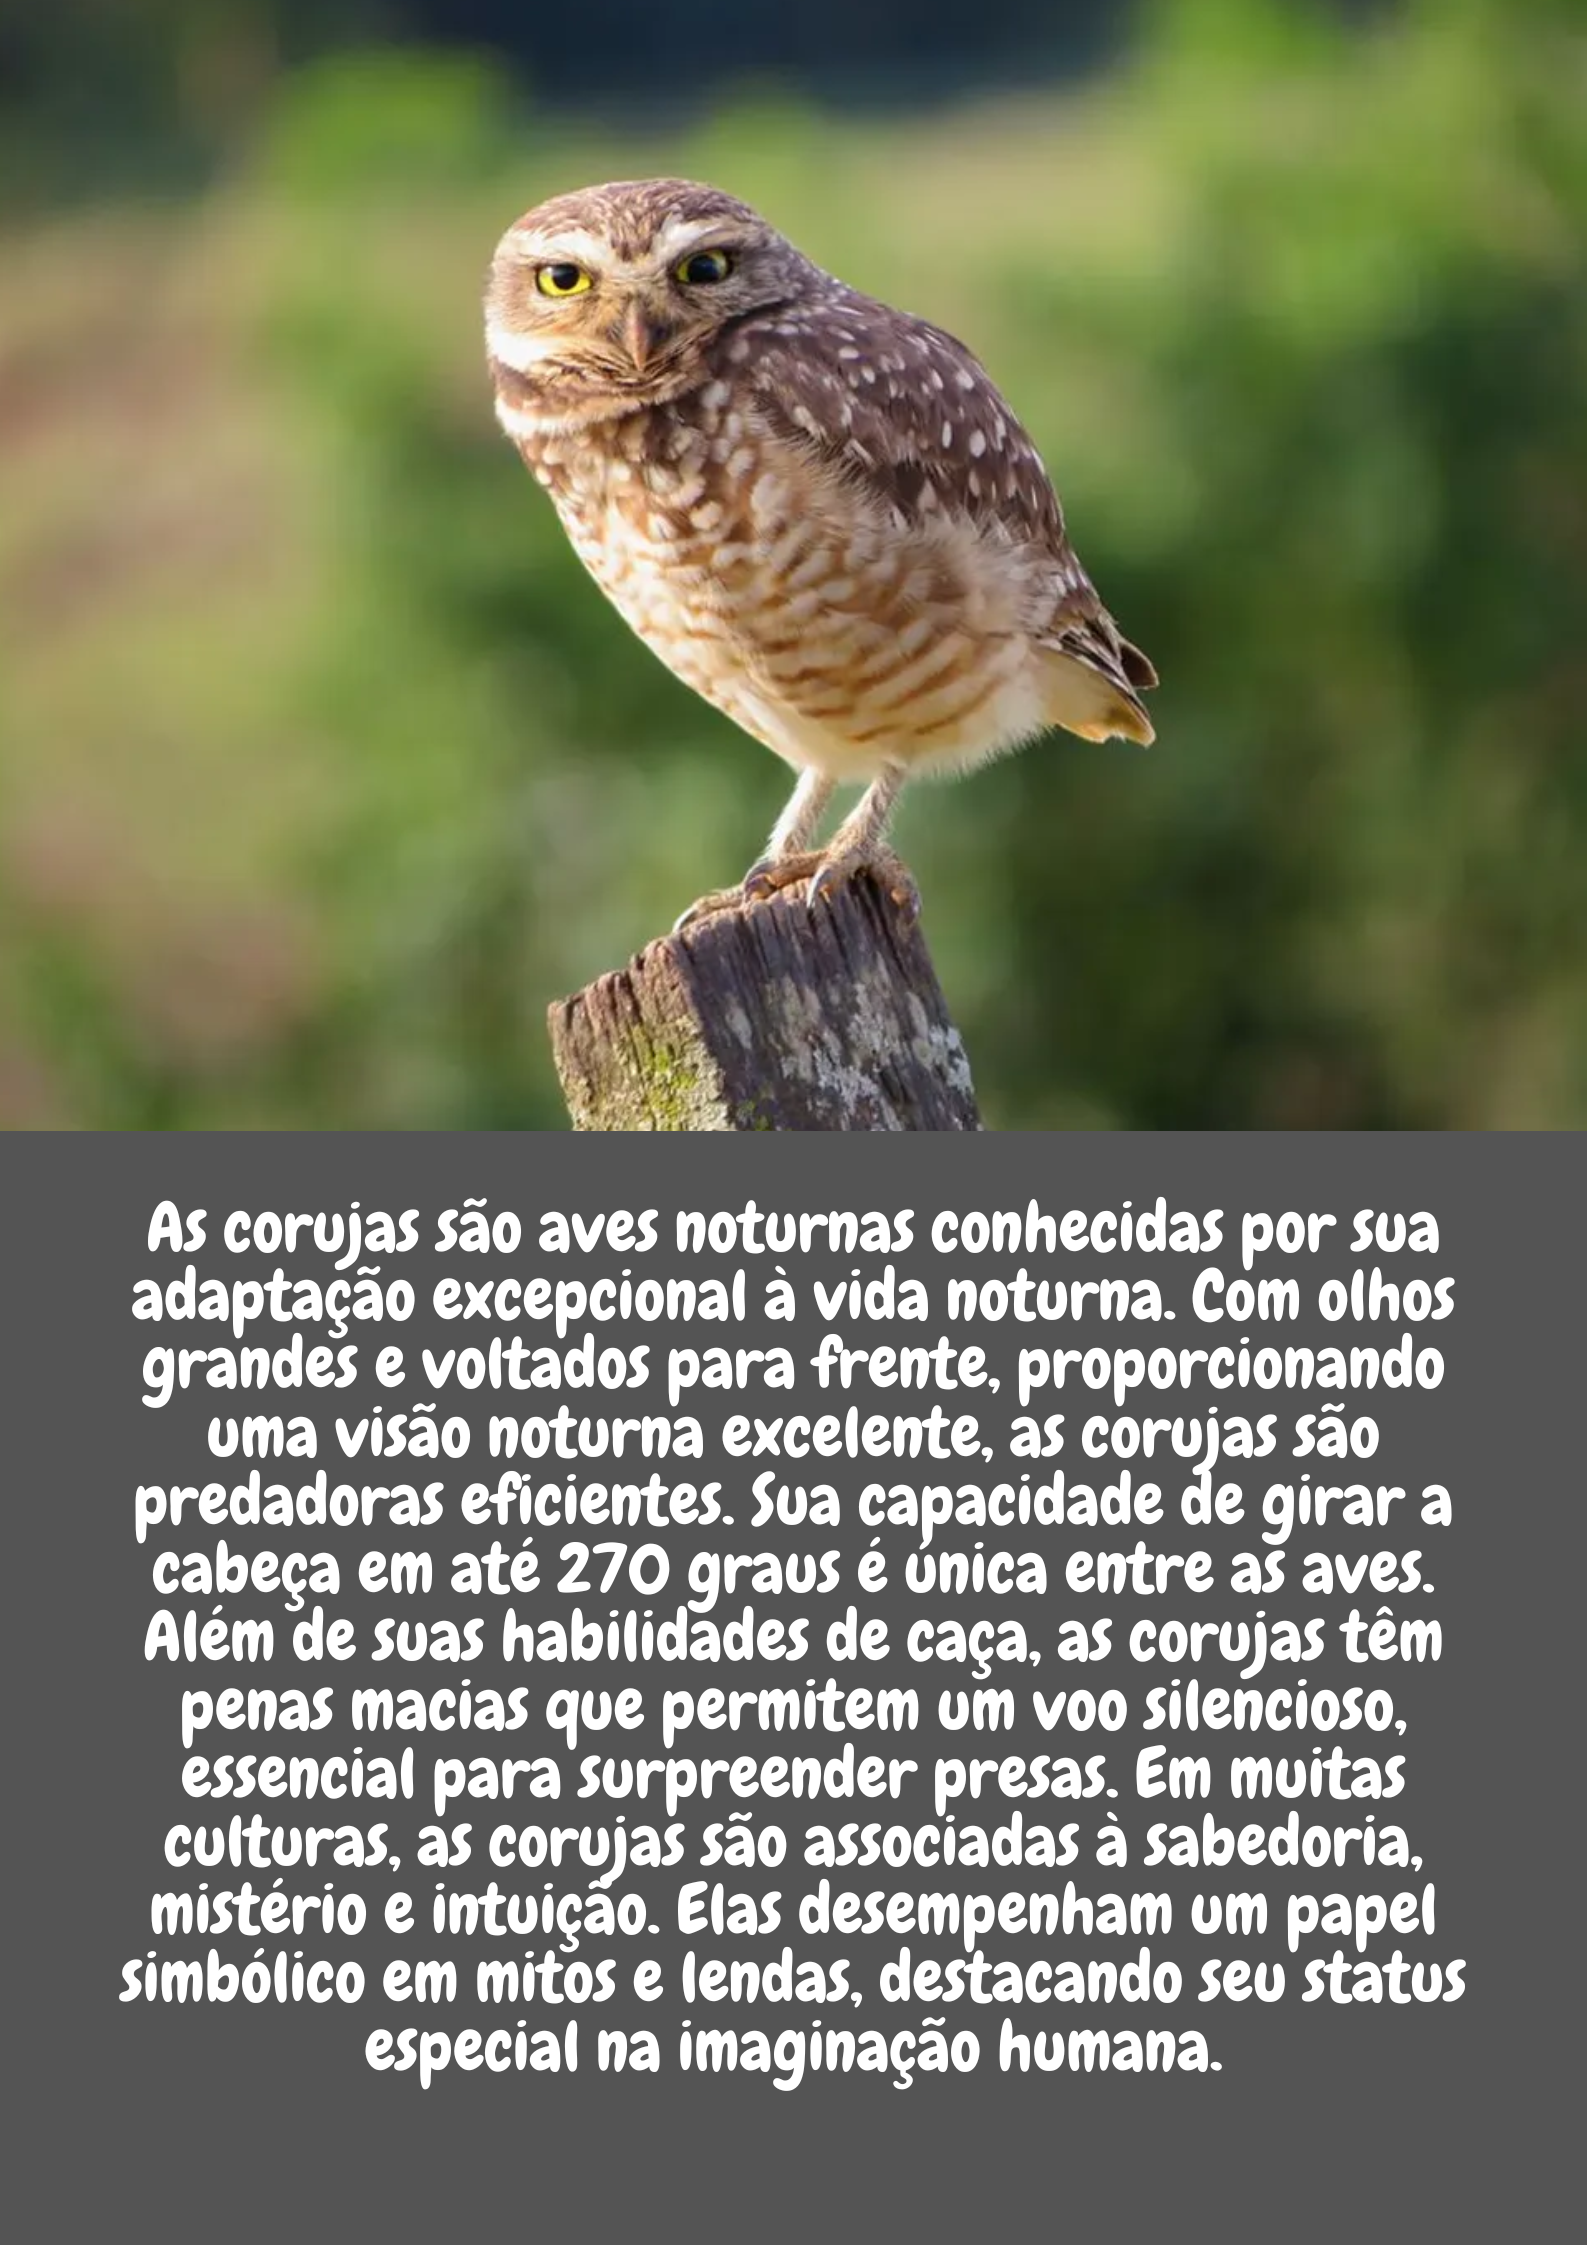 As corujas são aves noturnas conhecidas por sua
adaptação excepcional à vida noturna. Com olhos
grandes e voltados para frente, proporcionando
uma visão noturna excelente, as corujas são
predadoras eficientes. Sua capacidade de girar a
cabeça em até 270 graus é única entre as aves.
Além de suas habilidades de caça, as corujas têm
penas macias que permitem um voo silencioso,
essencial para surpreender presas. Em muitas
culturas, as corujas são associadas à sabedoria,
mistério e intuição. Elas desempenham um papel
simbólico em mitos e lendas, destacando seu status
especial na imaginação humana.